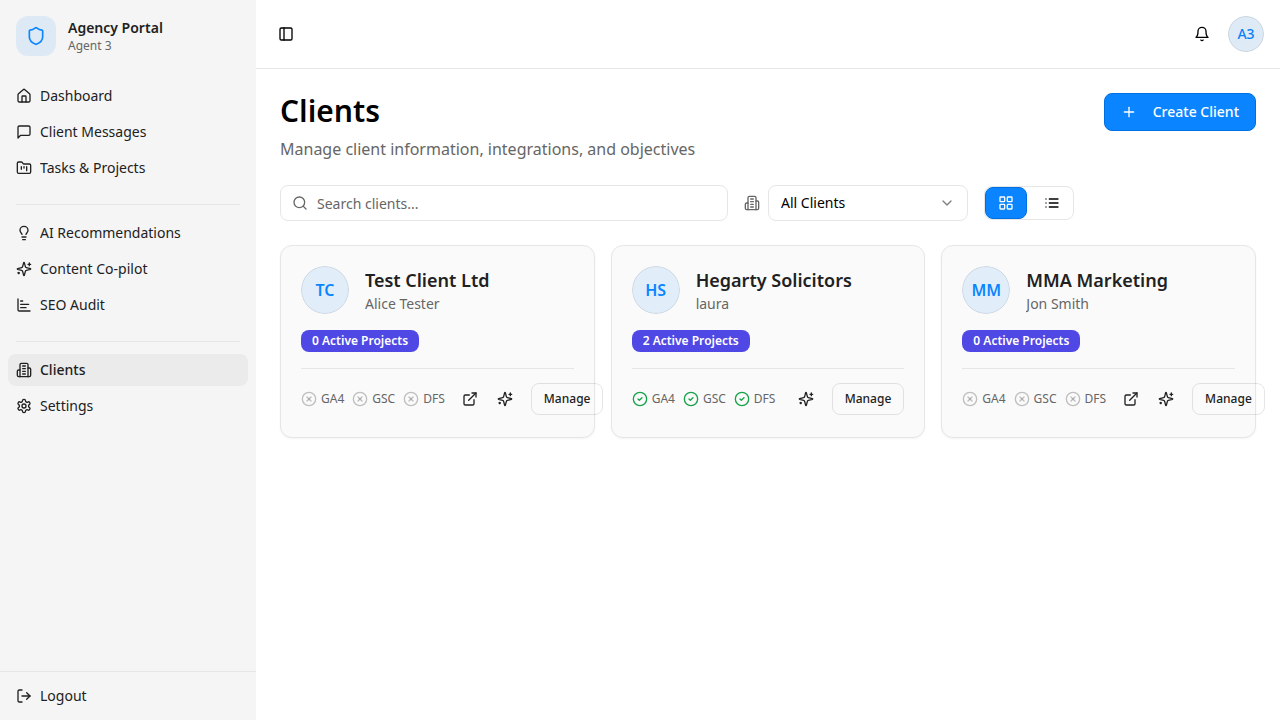 Agency Portal
Agent 3
Dashboard
Client Messages
Tasks & Projects
AI Recommendations
Content Co-pilot
SEO Audit
Clients
Settings
Logout
A3
Clients
Create Client
Manage client information, integrations, and objectives
Search clients...
All Clients
TC
Test Client Ltd
Alice Tester
0 Active Projects
GA4 GSC DFS Manage
HS
Hegarty Solicitors
laura
2 Active Projects
GA4 GSC DFS Manage
MM
MMA Marketing
Jon Smith
0 Active Projects
GA4 GSC DFS Manage